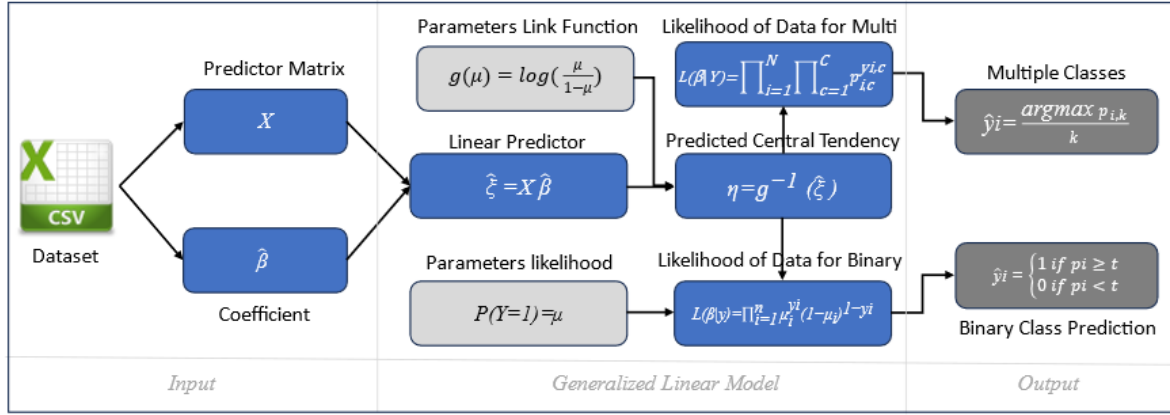 Predictor Matrix
X
X
CSV
Dataset
β̂
Coefficient
Input
Parameters Link Function
g(μ) = log(μ/(1−μ))
Linear Predictor
ξ̂ =X β̂
Parameters likelihood
P(Y=1)=μ
Generalized Linear Model
Likelihood of Data for Multi
L(β|Y)=∏_{i=1}^{N} ∏_{c=1}^{C} p_{i,c}^{yi,c}
Predicted Central Tendency
η=g⁻¹ (ξ̂)
Likelihood of Data for Binary
L(β|y)=∏_{i=1}^{n} μ_i^{yi} (1−μ_i)^{1−yi}
Multiple Classes
ŷi= argmax p_{i,k}
k
ŷi = {1 if pi ≥ t
0 if pi < t
Binary Class Prediction
Output